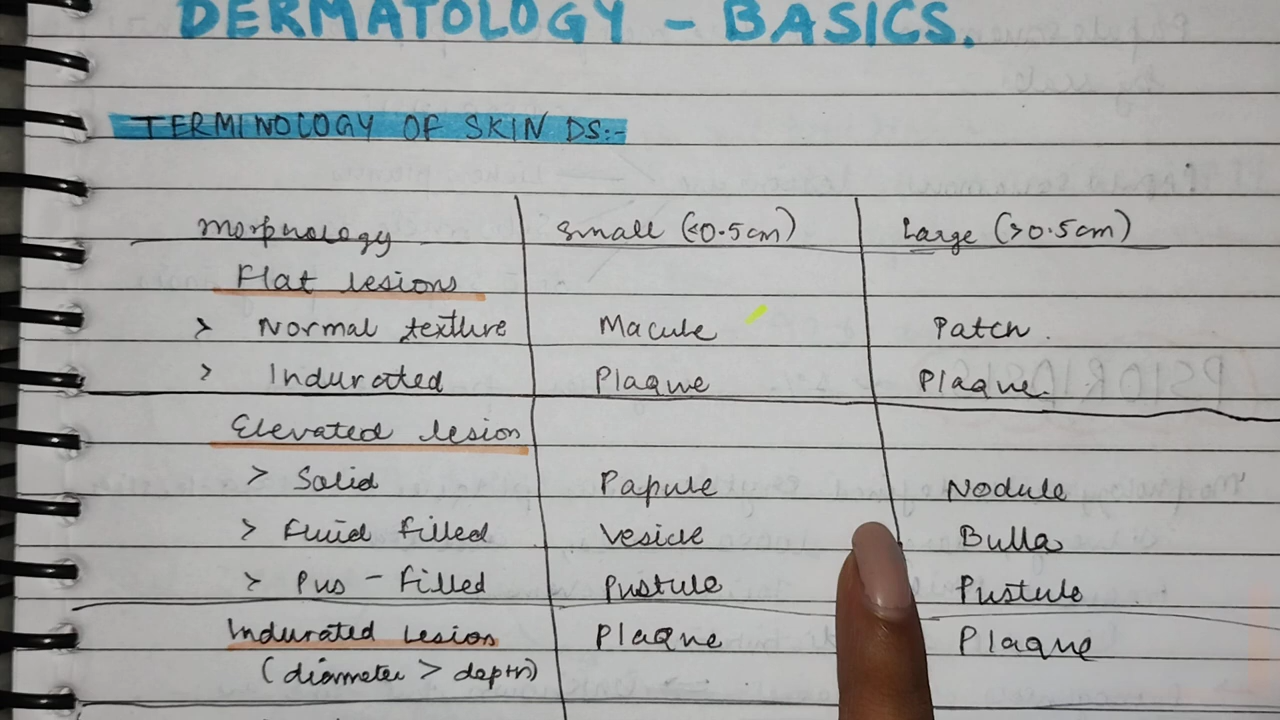 DERMATOLOGY - BASICS.
TERMINOLOGY OF SKIN DS:-
Morphology Small (<0.5cm) Large (>0.5cm)
Flat lesions
> Normal texture Macule Patch.
> Indurated Plaque Plaque.
Elevated lesion
> Solid Papule Nodule
> Fluid filled Vesicle Bulla
> Pus - filled Pustule Pustule
Indurated lesion Plaque Plaque
(diameter > depth)